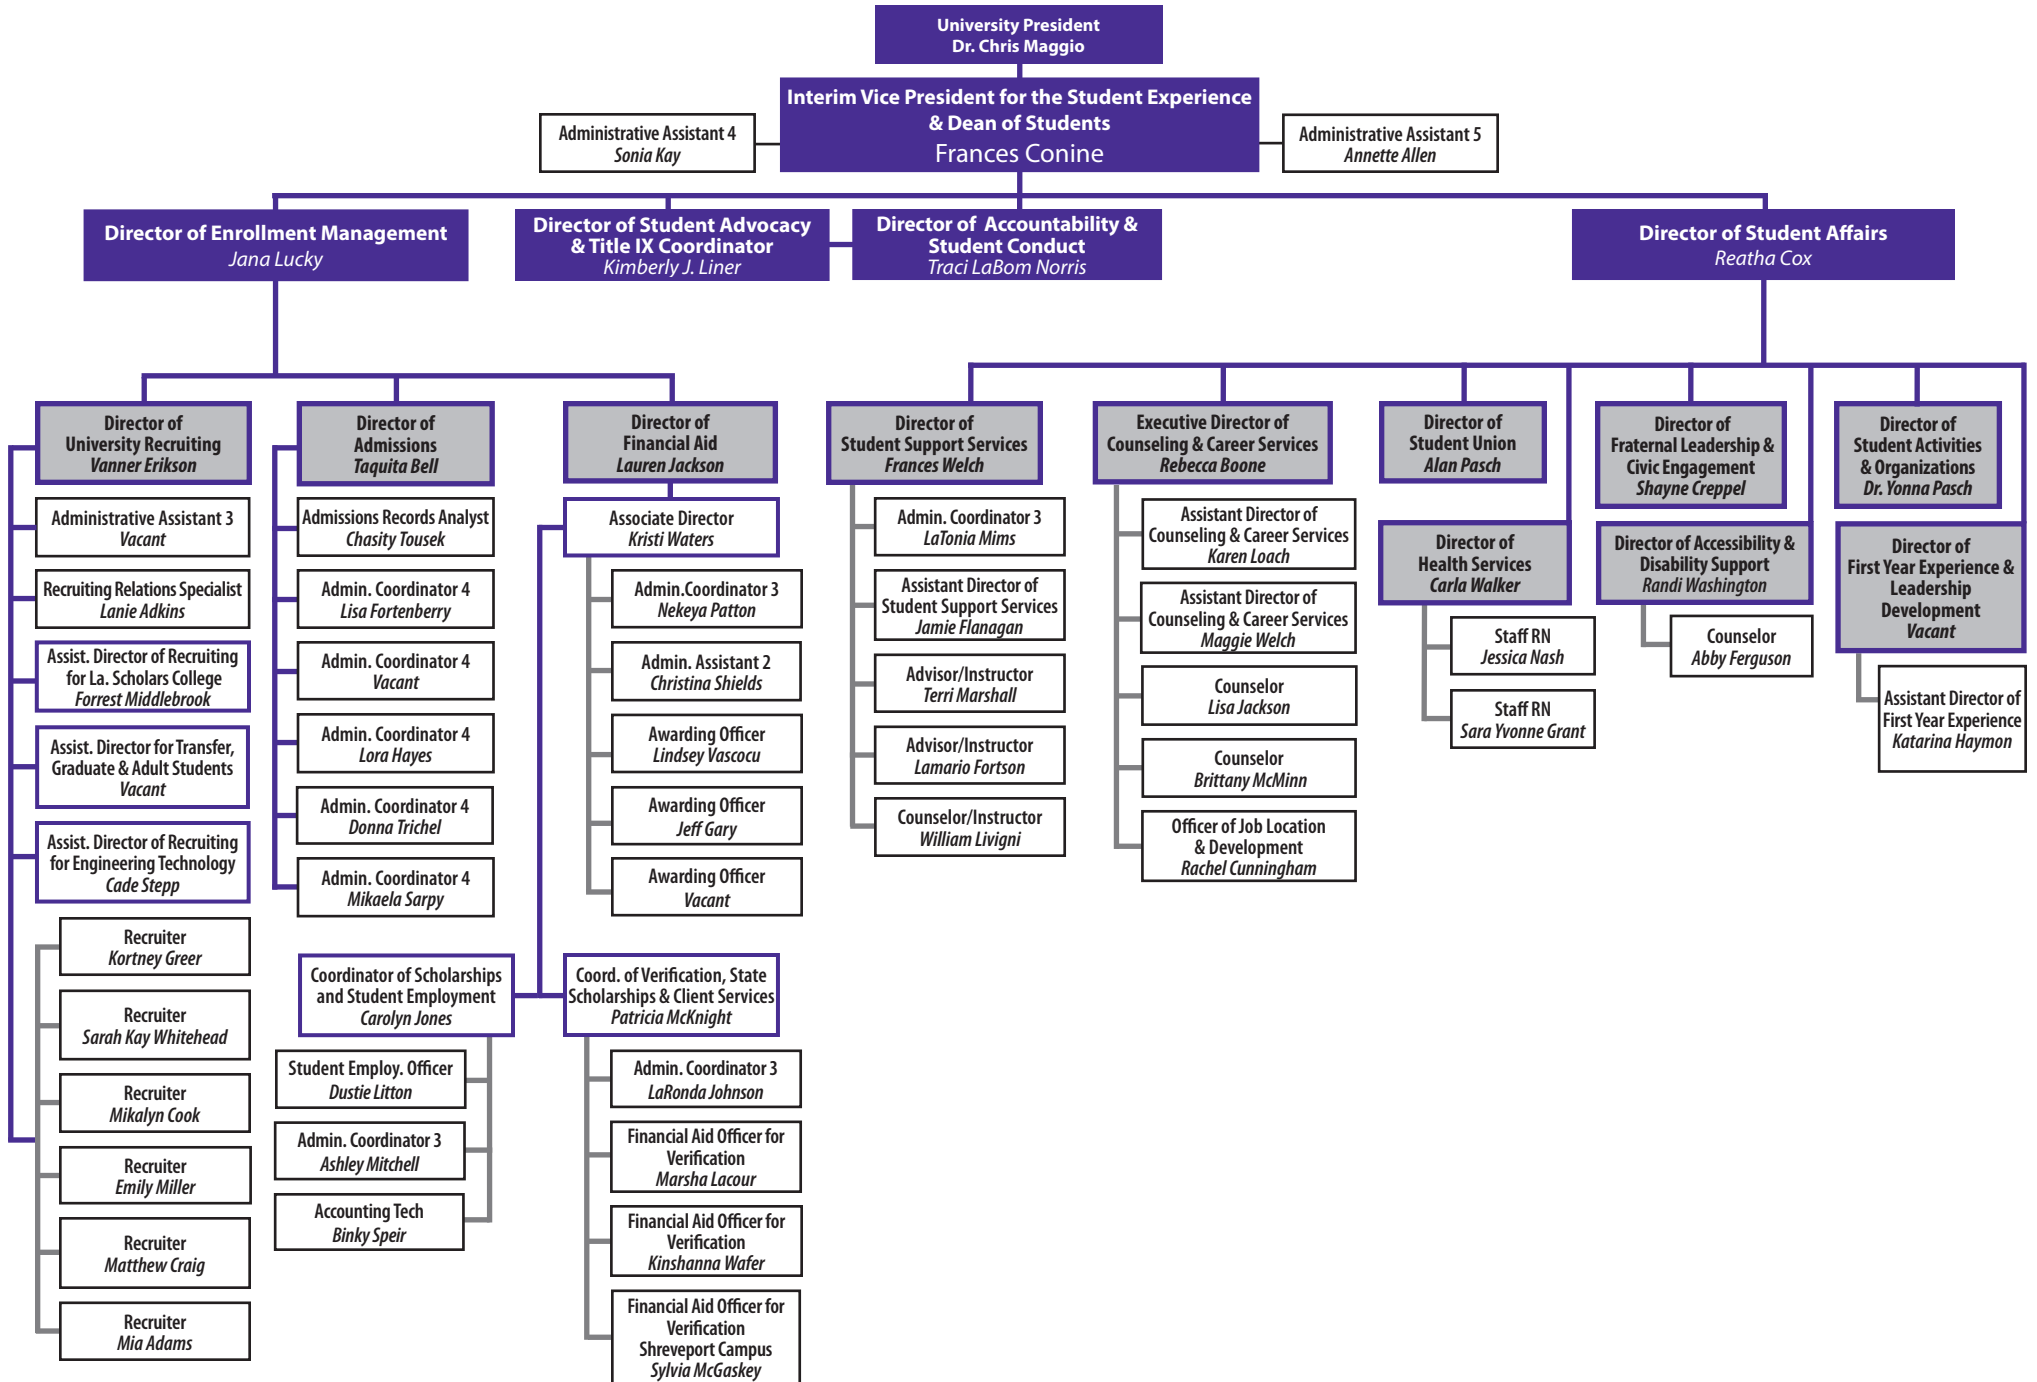 University President
Dr. Chris Maggio
Interim Vice President for the Student Experience
& Dean of Students
Frances Conine
Administrative Assistant 4
Sonia Kay
Administrative Assistant 5
Annette Allen
Director of Enrollment Management
Jana Lucky
Director of Student Advocacy
& Title IX Coordinator
Kimberly J. Liner
Director of Accountability &
Student Conduct
Traci LaBom Norris
Director of Student Affairs
Reatha Cox
Director of
University Recruiting
Vanner Erikson
Administrative Assistant 3
Vacant
Recruiting Relations Specialist
Lanie Adkins
Assist. Director of Recruiting
for La. Scholars College
Forrest Middlebrook
Assist. Director for Transfer,
Graduate & Adult Students
Vacant
Assist. Director of Recruiting
for Engineering Technology
Cade Stepp
Recruiter
Kortney Greer
Recruiter
Sarah Kay Whitehead
Recruiter
Mikalyn Cook
Recruiter
Emily Miller
Recruiter
Matthew Craig
Recruiter
Mia Adams
Director of
Admissions
Taquita Bell
Admissions Records Analyst
Chasity Tousek
Admin. Coordinator 4
Lisa Fortenberry
Admin. Coordinator 4
Vacant
Admin. Coordinator 4
Lora Hayes
Admin. Coordinator 4
Donna Trichel
Admin. Coordinator 4
Mikaela Sarpy
Director of
Financial Aid
Lauren Jackson
Associate Director
Kristi Waters
Admin.Coordinator 3
Nekeya Patton
Admin. Assistant 2
Christina Shields
Awarding Officer
Lindsey Vascocu
Awarding Officer
Jeff Gary
Awarding Officer
Vacant
Coordinator of Scholarships
and Student Employment
Carolyn Jones
Student Employ. Officer
Dustie Litton
Admin. Coordinator 3
Ashley Mitchell
Accounting Tech
Binky Speir
Coord. of Verification, State
Scholarships & Client Services
Patricia McKnight
Admin. Coordinator 3
LaRonda Johnson
Financial Aid Officer for
Verification
Marsha Lacour
Financial Aid Officer for
Verification
Kinshanna Wafer
Financial Aid Officer for
Verification
Shreveport Campus
Sylvia McGaskey
Director of
Student Support Services
Frances Welch
Admin. Coordinator 3
LaTonia Mims
Assistant Director of
Student Support Services
Jamie Flanagan
Advisor/Instructor
Terri Marshall
Advisor/Instructor
Lamario Fortson
Counselor/Instructor
William Livigni
Executive Director of
Counseling & Career Services
Rebecca Boone
Assistant Director of
Counseling & Career Services
Karen Loach
Assistant Director of
Counseling & Career Services
Maggie Welch
Counselor
Lisa Jackson
Counselor
Brittany McMinn
Officer of Job Location
& Development
Rachel Cunningham
Director of
Student Union
Alan Pasch
Director of
Health Services
Carla Walker
Staff RN
Jessica Nash
Staff RN
Sara Yvonne Grant
Director of
Fraternal Leadership &
Civic Engagement
Shayne Creppel
Director of Accessibility &
Disability Support
Randi Washington
Counselor
Abby Ferguson
Director of
Student Activities
& Organizations
Dr. Yonna Pasch
Director of
First Year Experience &
Leadership
Development
Vacant
Assistant Director of
First Year Experience
Katarina Haymon